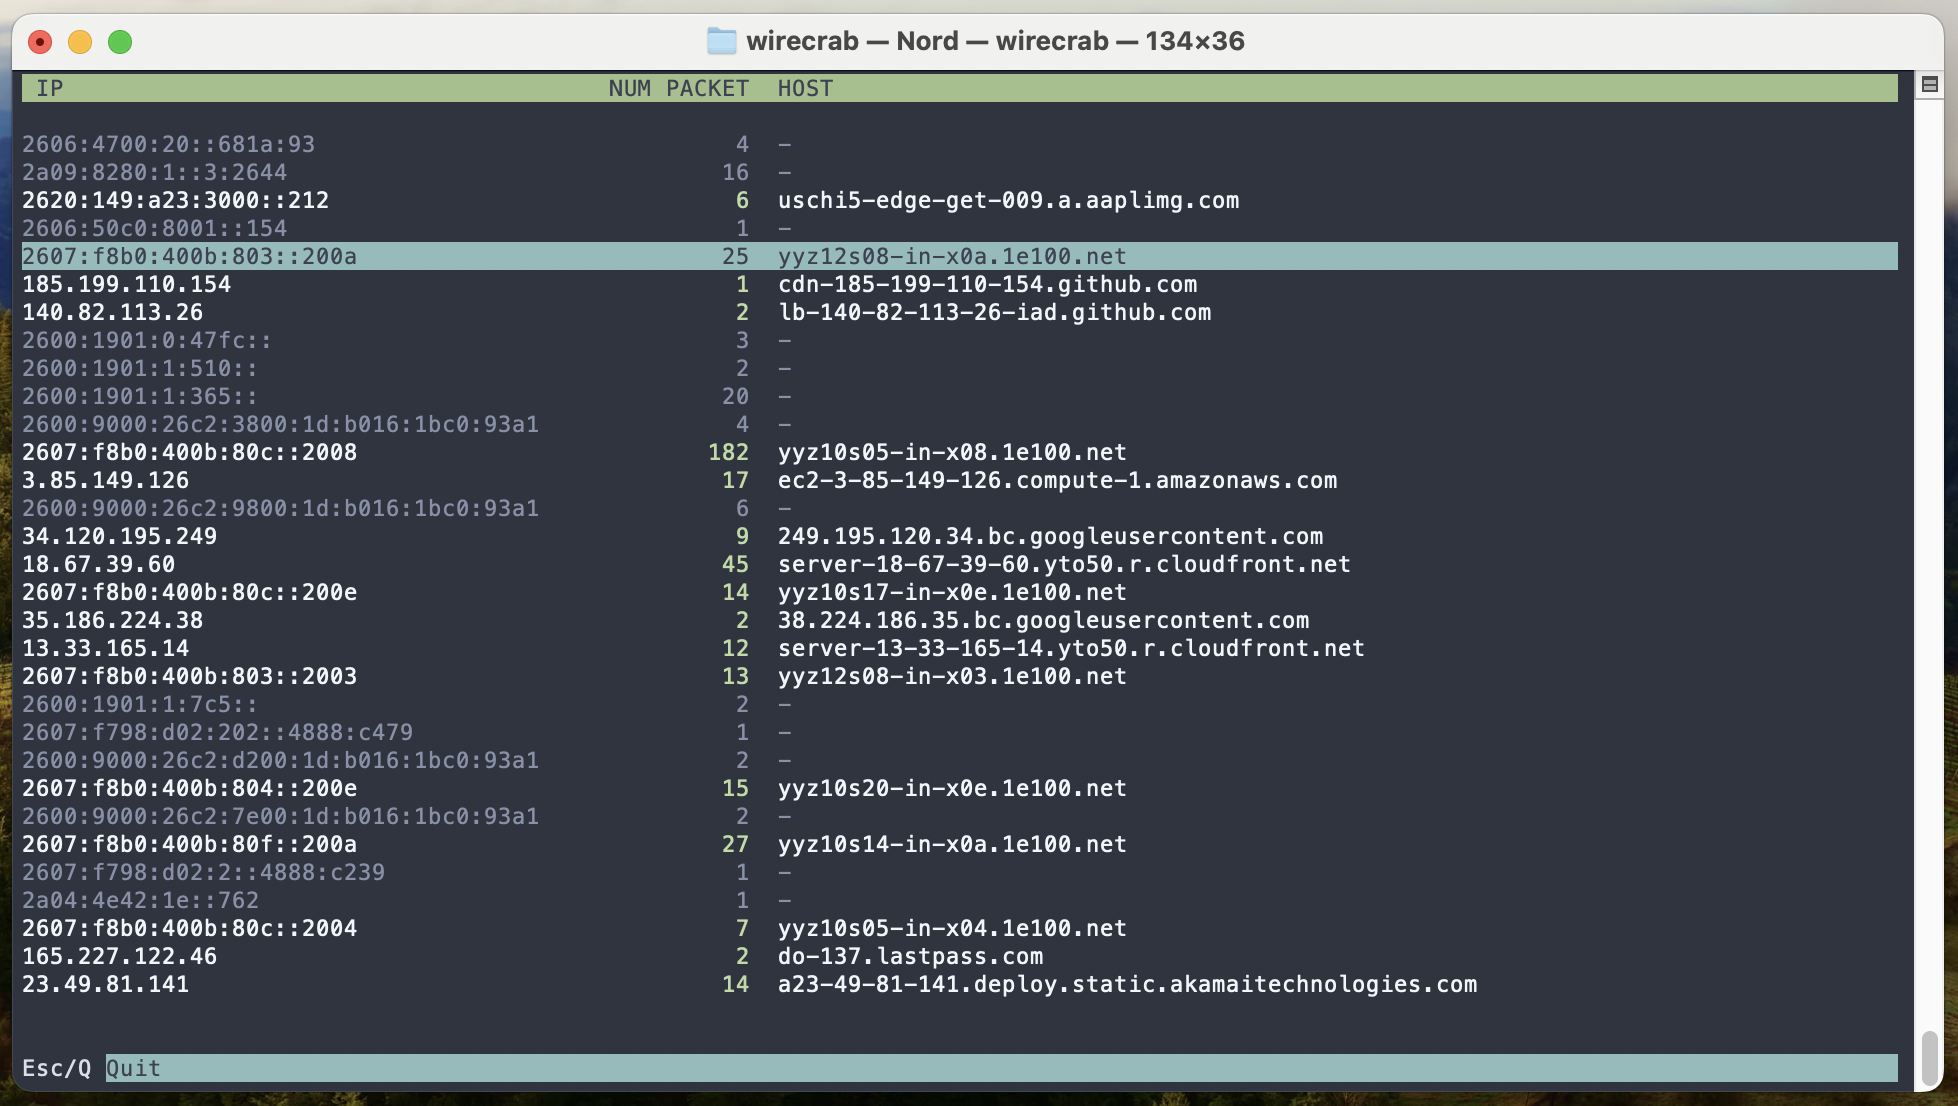 wirecrab — Nord — wirecrab — 134×36
IP NUM PACKET HOST
2606:4700:20::681a:93 4 –
2a09:8280:1::3:2644 16 –
2620:149:a23:3000::212 6 uschi5-edge-get-009.a.aaplimg.com
2606:50c0:8001::154 1 –
2607:f8b0:400b:803::200a 25 yyz12s08-in-x0a.1e100.net
185.199.110.154 1 cdn-185-199-110-154.github.com
140.82.113.26 2 lb-140-82-113-26-iad.github.com
2600:1901:0:47fc:: 3 –
2600:1901:1:510:: 2 –
2600:1901:1:365:: 20 –
2600:9000:26c2:3800:1d:b016:1bc0:93a1 4 –
2607:f8b0:400b:80c::2008 182 yyz10s05-in-x08.1e100.net
3.85.149.126 17 ec2-3-85-149-126.compute-1.amazonaws.com
2600:9000:26c2:9800:1d:b016:1bc0:93a1 6 –
34.120.195.249 9 249.195.120.34.bc.googleusercontent.com
18.67.39.60 45 server-18-67-39-60.yto50.r.cloudfront.net
2607:f8b0:400b:80c::200e 14 yyz10s17-in-x0e.1e100.net
35.186.224.38 2 38.224.186.35.bc.googleusercontent.com
13.33.165.14 12 server-13-33-165-14.yto50.r.cloudfront.net
2607:f8b0:400b:803::2003 13 yyz12s08-in-x03.1e100.net
2600:1901:1:7c5:: 2 –
2607:f798:d02:202::4888:c479 1 –
2600:9000:26c2:d200:1d:b016:1bc0:93a1 2 –
2607:f8b0:400b:804::200e 15 yyz10s20-in-x0e.1e100.net
2600:9000:26c2:7e00:1d:b016:1bc0:93a1 2 –
2607:f8b0:400b:80f::200a 27 yyz10s14-in-x0a.1e100.net
2607:f798:d02:2::4888:c239 1 –
2a04:4e42:1e::762 1 –
2607:f8b0:400b:80c::2004 7 yyz10s05-in-x04.1e100.net
165.227.122.46 2 do-137.lastpass.com
23.49.81.141 14 a23-49-81-141.deploy.static.akamaitechnologies.com
Esc/Q Quit